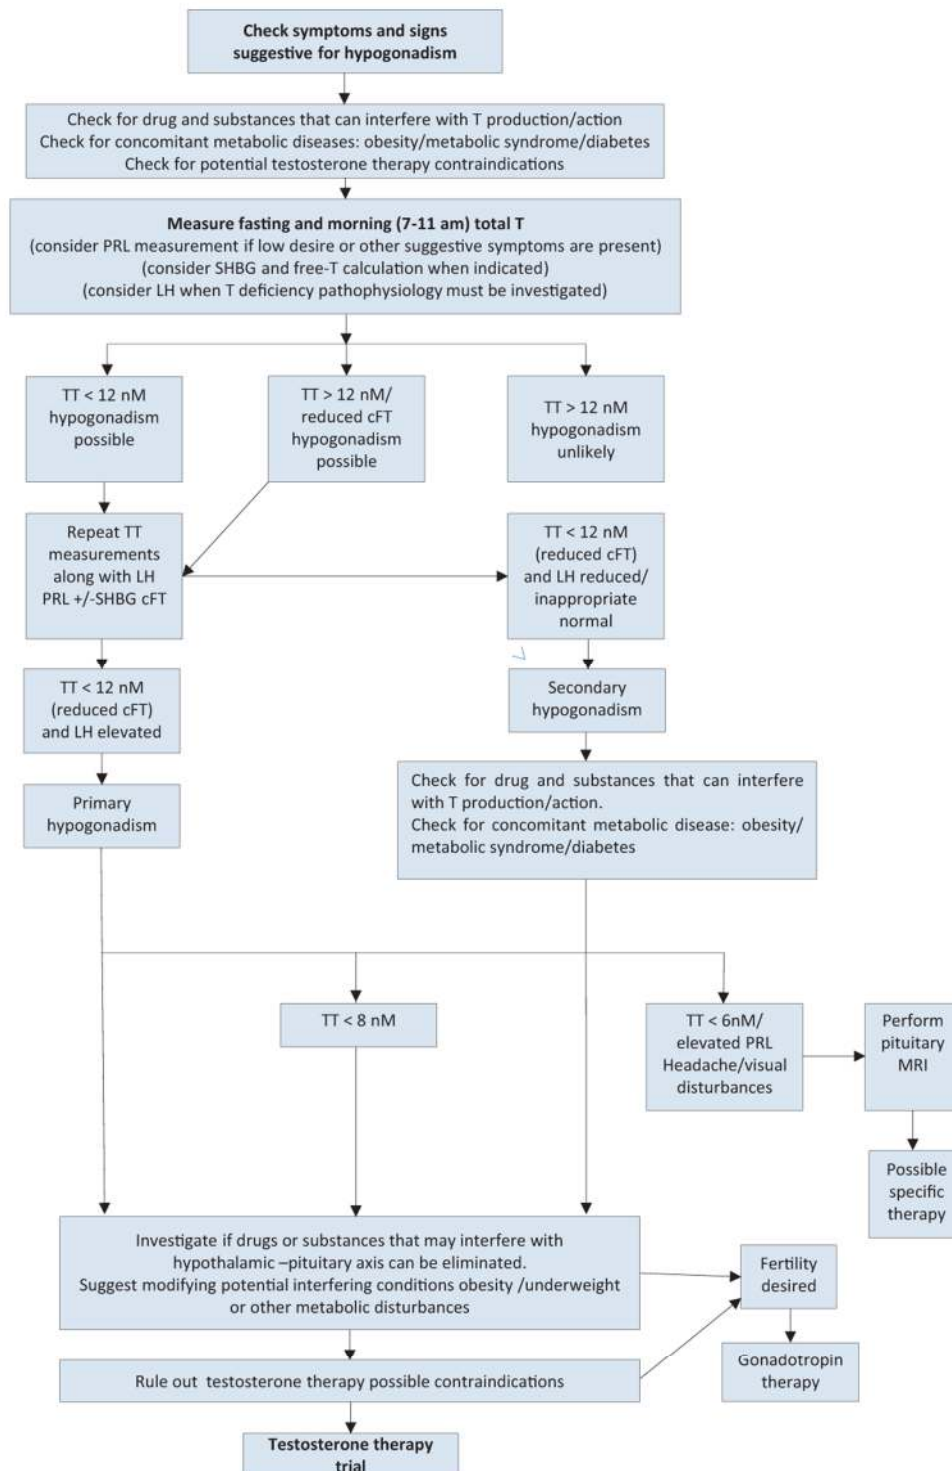 Check symptoms and signs
suggestive for hypogonadism
Check for drug and substances that can interfere with T production/action
Check for concomitant metabolic diseases: obesity/metabolic syndrome/diabetes
Check for potential testosterone therapy contraindications
Measure fasting and morning (7-11 am) total T
(consider PRL measurement if low desire or other suggestive symptoms are present)
(consider SHBG and free-T calculation when indicated)
(consider LH when T deficiency pathophysiology must be investigated)
TT < 12 nM
hypogonadism
possible
TT > 12 nM/
reduced cFT
hypogonadism
possible
TT > 12 nM
hypogonadism
unlikely
Repeat TT
measurements
along with LH
PRL +/-SHBG cFT
TT < 12 nM
(reduced cFT)
and LH reduced/
inappropriate
normal
TT < 12 nM
(reduced cFT)
and LH elevated
Secondary
hypogonadism
Primary
hypogonadism
Check for drug and substances that can interfere
with T production/action.
Check for concomitant metabolic disease: obesity/
metabolic syndrome/diabetes
TT < 8 nM
TT < 6nM/
elevated PRL
Headache/visual
disturbances
Perform
pituitary
MRI
Possible
specific
therapy
Investigate if drugs or substances that may interfere with
hypothalamic –pituitary axis can be eliminated.
Suggest modifying potential interfering conditions obesity /underweight
or other metabolic disturbances
Fertility
desired
Rule out testosterone therapy possible contraindications
Gonadotropin
therapy
Testosterone therapy
trial